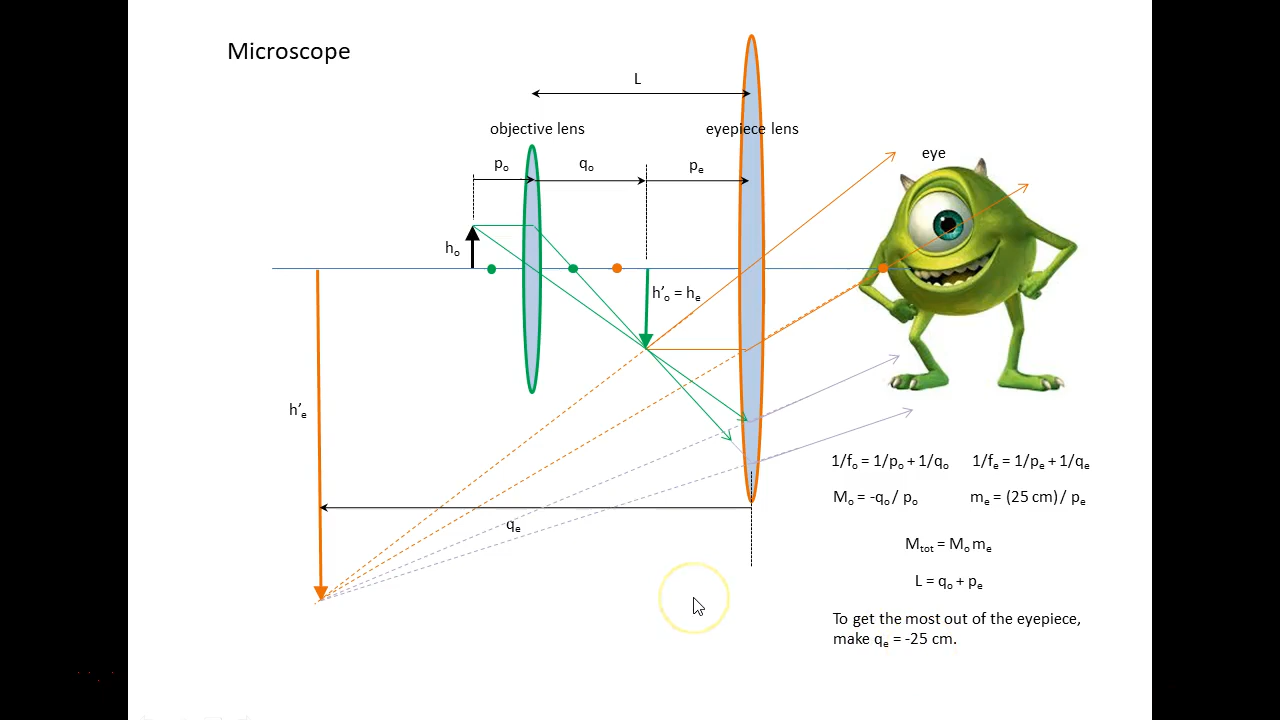 Microscope
L
objective lens
eyepiece lens
pₒ
qₒ
pₑ
eye
hₒ
h’ₒ = hₑ
h’ₑ
qₑ
1/fₒ = 1/pₒ + 1/qₒ
1/fₑ = 1/pₑ + 1/qₑ
Mₒ = -qₒ / pₒ
mₑ = (25 cm) / pₑ
Mₜₒₜ = Mₒ mₑ
L = qₒ + pₑ
To get the most out of the eyepiece,
make qₑ = -25 cm.